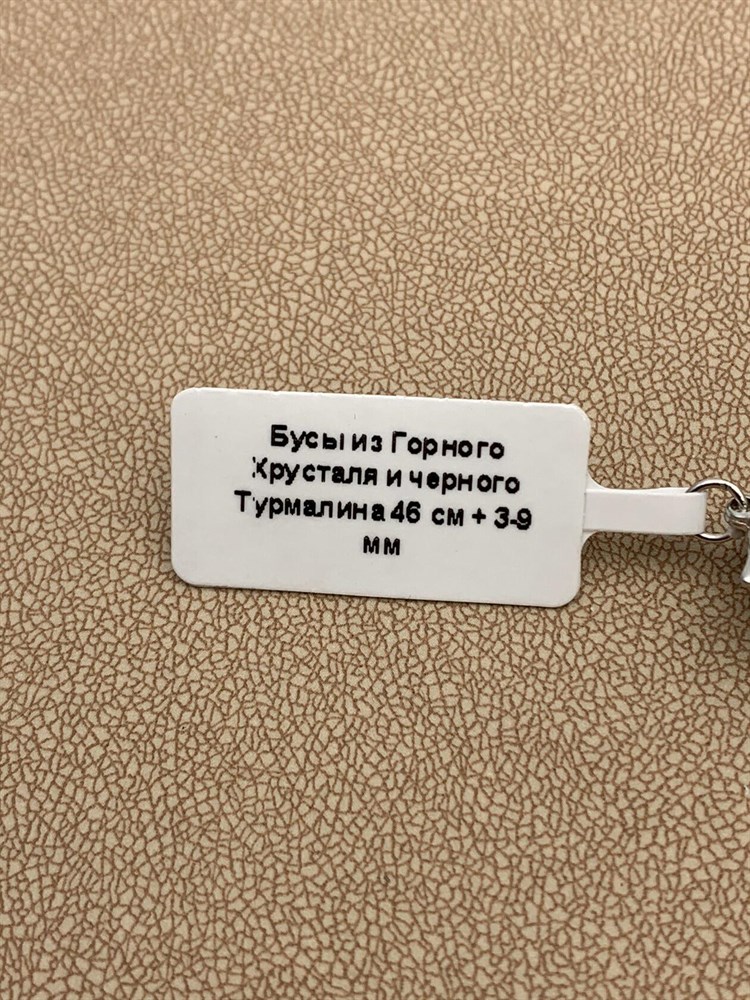 Бусы из Горного
Хрусталя и черного
Турмалина 46 см + 3-9
мм